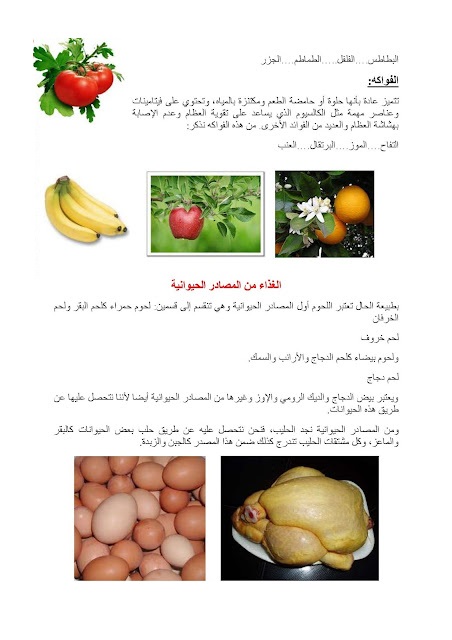 البطاطس....الفلفل.....الطماطم....الجزر
الفواكه:
تتميز عادة بأنها حلوة أو حامضة الطعم ومكتنزة بالمياه، وتحتوي على فيتامينات
وعناصر مهمة مثل الكالسيوم الذي يساعد على تقوية العظام وعدم الإصابة
بهشاشة العظام والعديد من الفوائد الأخرى. من هذه الفواكه نذكر:
التفاح....الموز.....البرتقال....العنب
الغذاء من المصادر الحيوانية
بطبيعة الحال تعتبر اللحوم أول المصادر الحيوانية وهي تنقسم إلى قسمين: لحوم حمراء كلحم البقر ولحم
الخرفان
لحم خروف
ولحوم بيضاء كلحم الدجاج والأرانب والسمك.
لحم دجاج
ويعتبر بيض الدجاج والديك الرومي والإوز وغيرها من المصادر الحيوانية أيضا لأننا نتحصل عليها عن
طريق هذه الحيوانات.
ومن المصادر الحيوانية نجد الحليب، فنحن نتحصل عليه عن طريق حلب بعض الحيوانات كالبقر
والماعز، وكل مشتقات الحليب تندرج كذلك ضمن هذا المصدر كالجبن والزبدة.